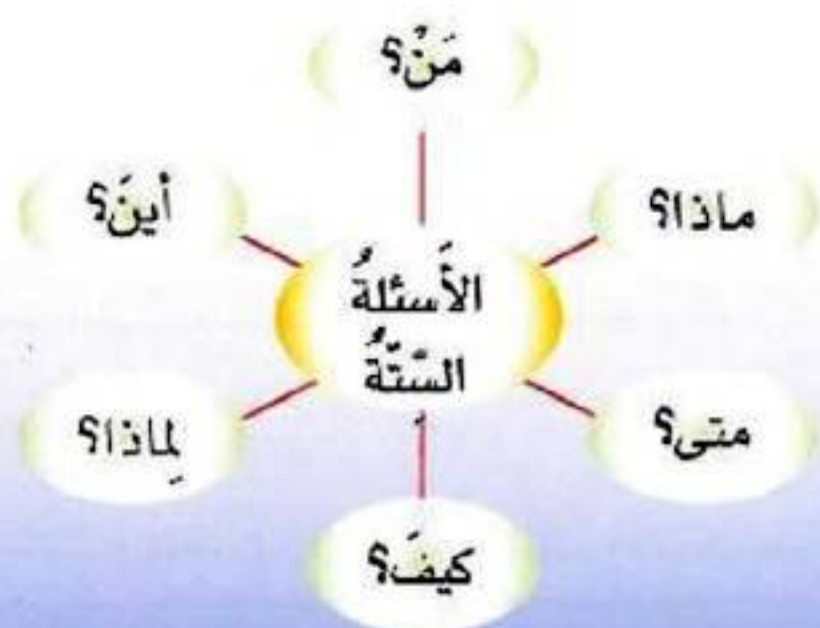 مَنْ؟
أينَ؟
ماذا؟
الأَسئلةُ
السِّتَّةُ
لِماذا؟
متى؟
كيفَ؟